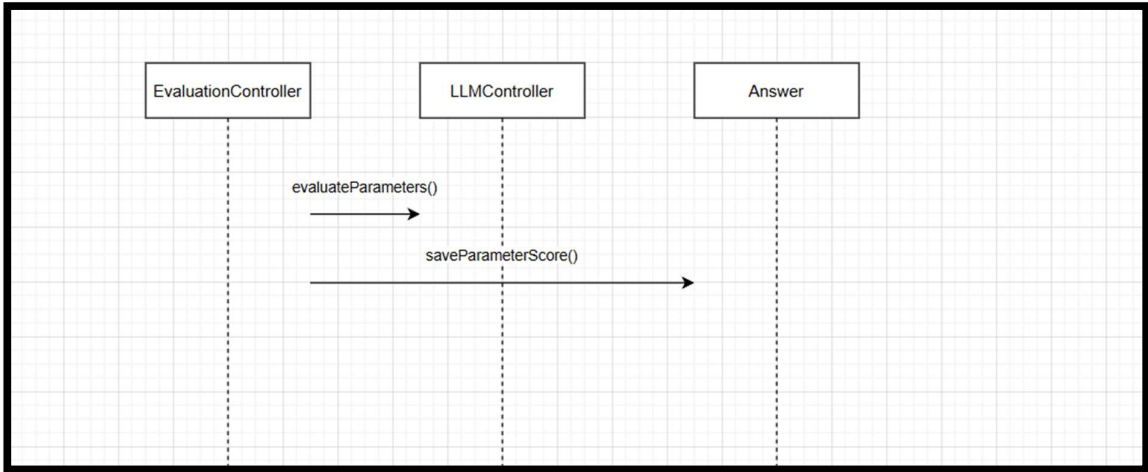 EvaluationController
LLMController
Answer
evaluateParameters()
saveParameterScore()